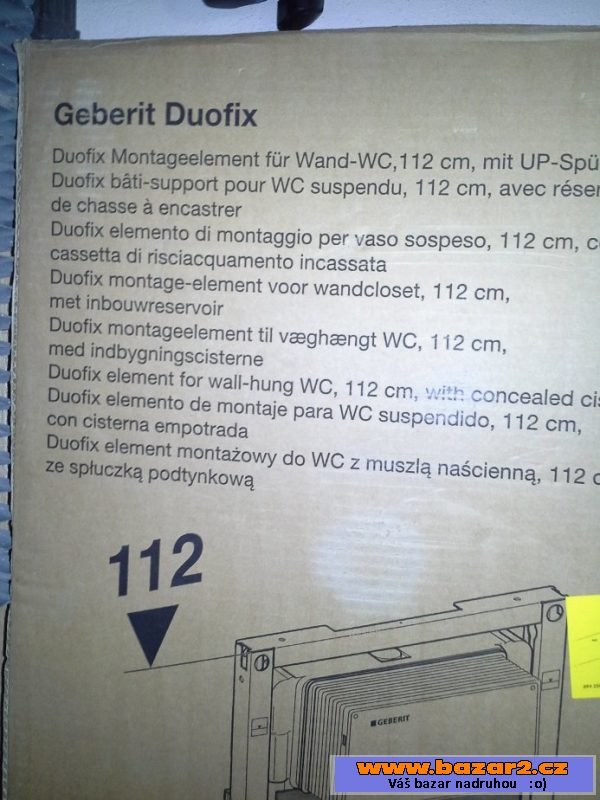 Geberit Duofix
Duofix Montageelement für Wand-WC,112 cm, mit UP-Spü
Duofix bâti-support pour WC suspendu, 112 cm, avec réser
de chasse à encastrer
Duofix elemento di montaggio per vaso sospeso, 112 cm, c
cassetta di risciacquamento incassata
Duofix montage-element voor wandcloset, 112 cm,
met inbouwreservoir
Duofix montageelement til væghængt WC, 112 cm,
med indbygningscisterne
Duofix element for wall-hung WC, 112 cm, with concealed cis
Duofix elemento de montaje para WC suspendido, 112 cm,
con cisterna empotrada
Duofix element montażowy do WC z muszlą naścienną, 112 c
ze spłuczką podtynkową
112
GEBERIT
www.bazar2.cz
Váš bazar nadruhou :o)